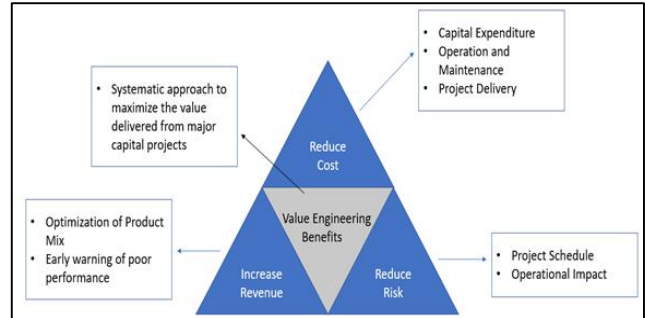 • Capital Expenditure
• Operation and
Maintenance
• Project Delivery
• Systematic approach to
maximize the value
delivered from major
capital projects
Reduce
Cost
Value Engineering
Benefits
• Optimization of Product
Mix
• Early warning of poor
performance
Increase
Revenue
Reduce
Risk
• Project Schedule
• Operational Impact